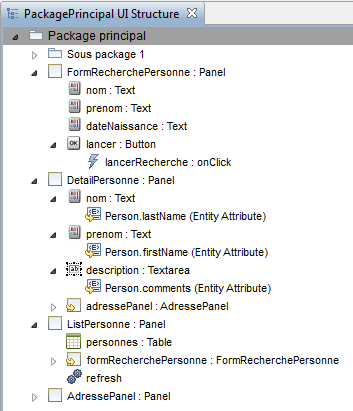 PackagePrincipal UI Structure
Package principal
Sous package 1
FormRecherchePersonne : Panel
nom : Text
prenom : Text
dateNaissance : Text
lancer : Button
lancerRecherche : onClick
DetailPersonne : Panel
nom : Text
Person.lastName (Entity Attribute)
prenom : Text
Person.firstName (Entity Attribute)
description : Textarea
Person.comments (Entity Attribute)
adressePanel : AdressePanel
ListPersonne : Panel
personnes : Table
formRecherchePersonne : FormRecherchePersonne
refresh
AdressePanel : Panel